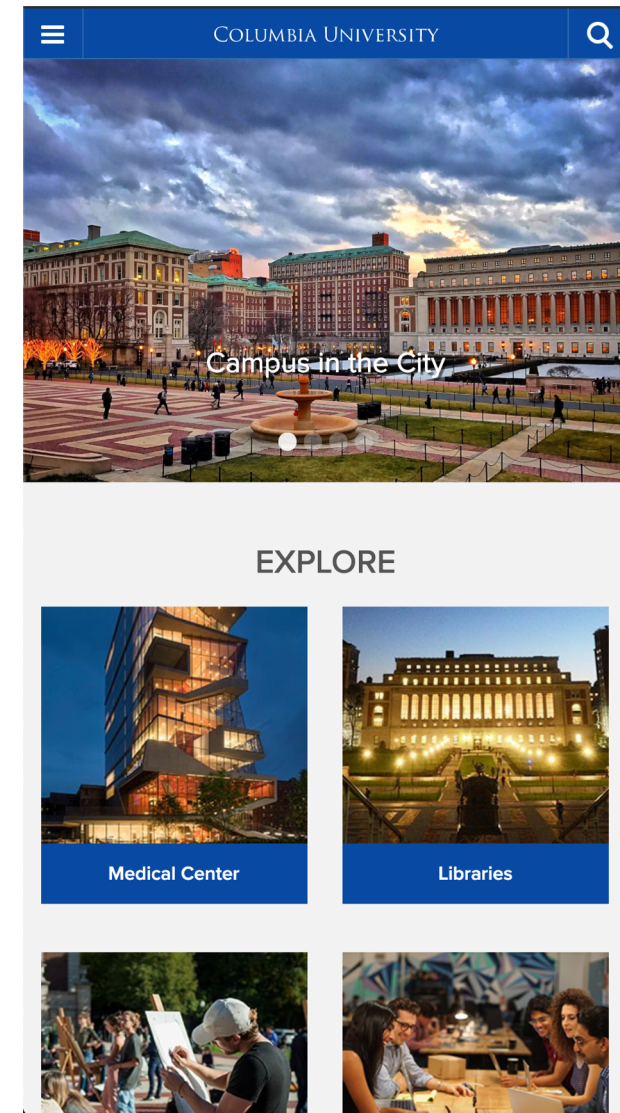 COLUMBIA UNIVERSITY
Campus in the City
EXPLORE
Medical Center
Libraries